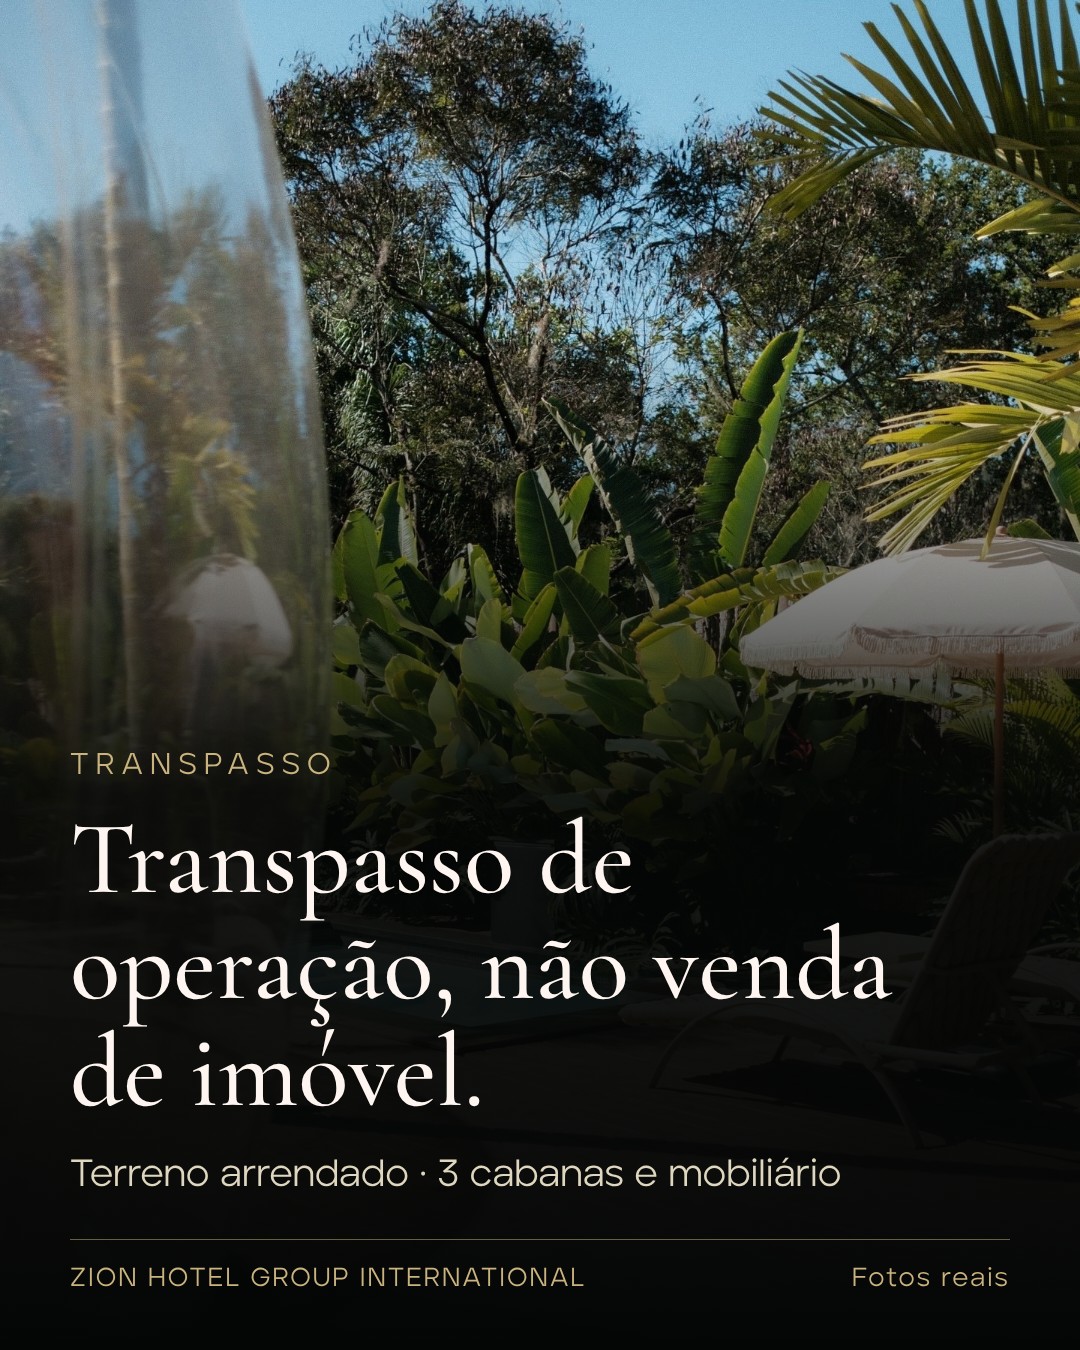 TRANSPASSO
Transpasso de
operação, não venda
de imóvel.
Terreno arrendado · 3 cabanas e mobiliário
ZION HOTEL GROUP INTERNATIONAL
Fotos reais